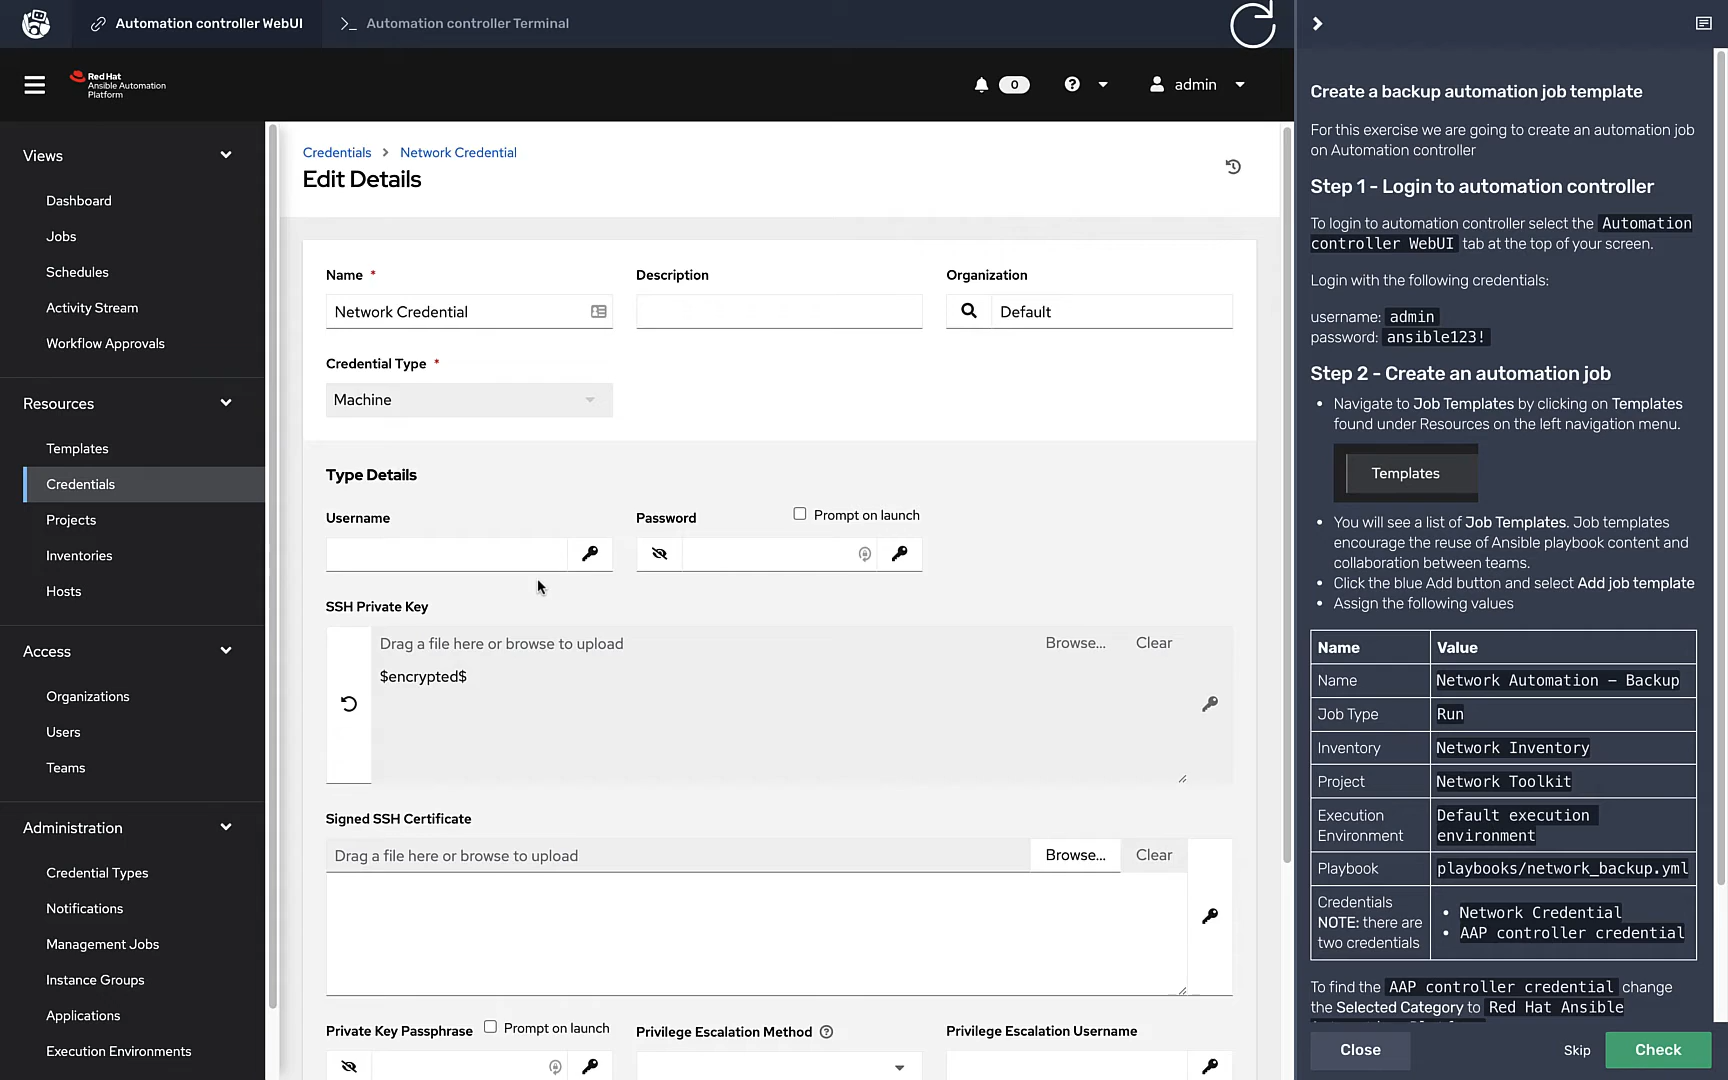 Automation controller WebUI
Automation controller Terminal
Red Hat
Ansible Automation
Platform
0
admin
Views
Dashboard
Jobs
Schedules
Activity Stream
Workflow Approvals
Resources
Templates
Credentials
Projects
Inventories
Hosts
Access
Organizations
Users
Teams
Administration
Credential Types
Notifications
Management Jobs
Instance Groups
Applications
Execution Environments
Credentials > Network Credential
Edit Details
Name *
Description
Organization
Network Credential
Default
Credential Type *
Machine
Type Details
Username
Password
Prompt on launch
SSH Private Key
Drag a file here or browse to upload
Browse...
Clear
$encrypted$
Signed SSH Certificate
Drag a file here or browse to upload
Browse...
Clear
Private Key Passphrase
Prompt on launch
Privilege Escalation Method
Privilege Escalation Username
Create a backup automation job template
For this exercise we are going to create an automation job
on Automation controller
Step 1 - Login to automation controller
To login to automation controller select the Automation
controller WebUI tab at the top of your screen.
Login with the following credentials:
username: admin
password: ansible123!
Step 2 - Create an automation job
• Navigate to Job Templates by clicking on Templates
found under Resources on the left navigation menu.
Templates
• You will see a list of Job Templates. Job templates
encourage the reuse of Ansible playbook content and
collaboration between teams.
• Click the blue Add button and select Add job template
• Assign the following values
Name Value
Name Network Automation - Backup
Job Type Run
Inventory Network Inventory
Project Network Toolkit
Execution
Environment
Default execution
environment
Playbook playbooks/network_backup.yml
Credentials
NOTE: there are
two credentials
• Network Credential
• AAP controller credential
To find the AAP controller credential change
the Selected Category to Red Hat Ansible
Close
Skip
Check